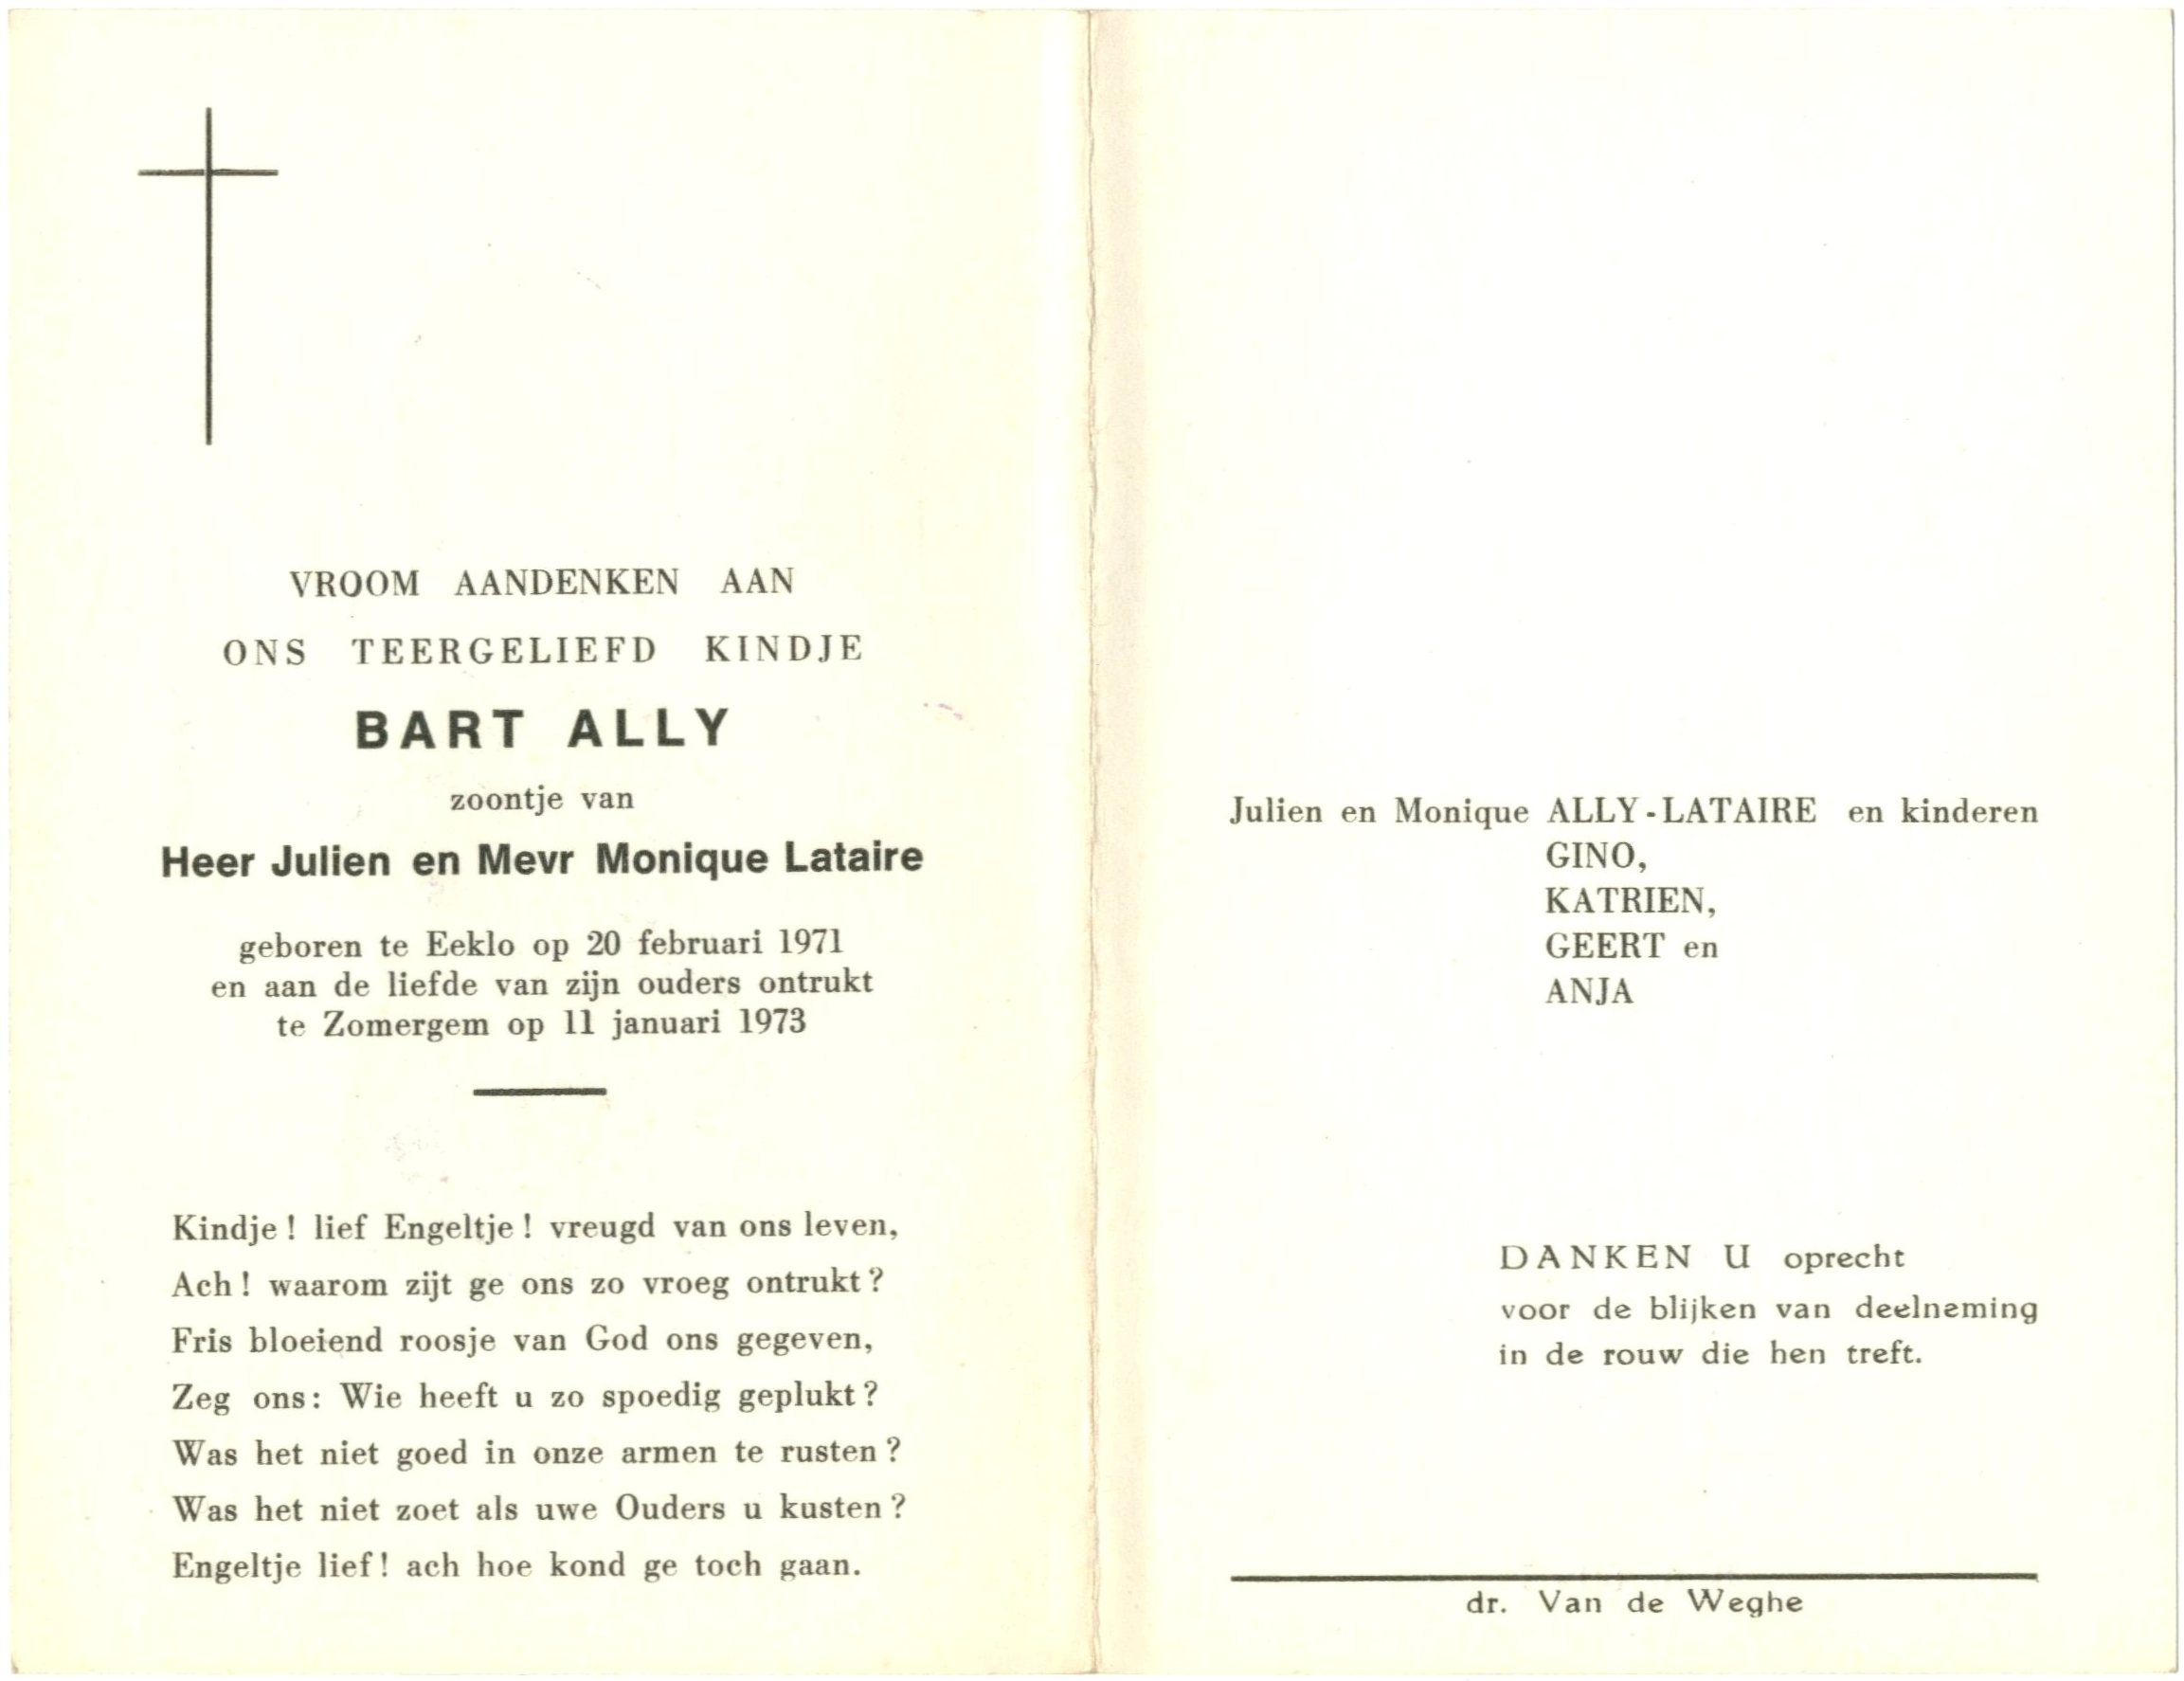 VROOM AANDENKEN AAN
ONS TEERGELIEFD KINDJE
BART ALLY
zoontje van
Heer Julien en Mevr Monique Lataire
geboren te Eeklo op 20 februari 1971
en aan de liefde van zijn ouders ontrukt
te Zomergem op 11 januari 1973
Kindje ! lief Engeltje ! vreugd van ons leven,
Ach ! waarom zijt ge ons zo vroeg ontrukt ?
Fris bloeiend roosje van God ons gegeven,
Zeg ons : Wie heeft u zo spoedig geplukt ?
Was het niet goed in onze armen te rusten ?
Was het niet zoet als uwe Ouders u kusten ?
Engeltje lief ! ach hoe kond ge toch gaan.
Julien en Monique ALLY - LATAIRE en kinderen
GINO,
KATRIEN,
GEERT en
ANJA
DANKEN U oprecht
voor de blijken van deelneming
in de rouw die hen treft.
dr. Van de Weghe